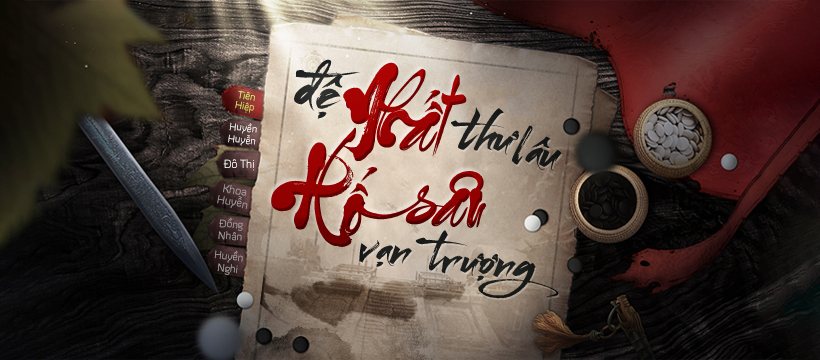 đệ Nhất thư lâu
Hố sâu
vạn trượng
Tiên
Hiệp
Huyền
Huyễn
Đô Thị
Khoa
Huyễn
Đồng
Nhân
Huyền
Nghi